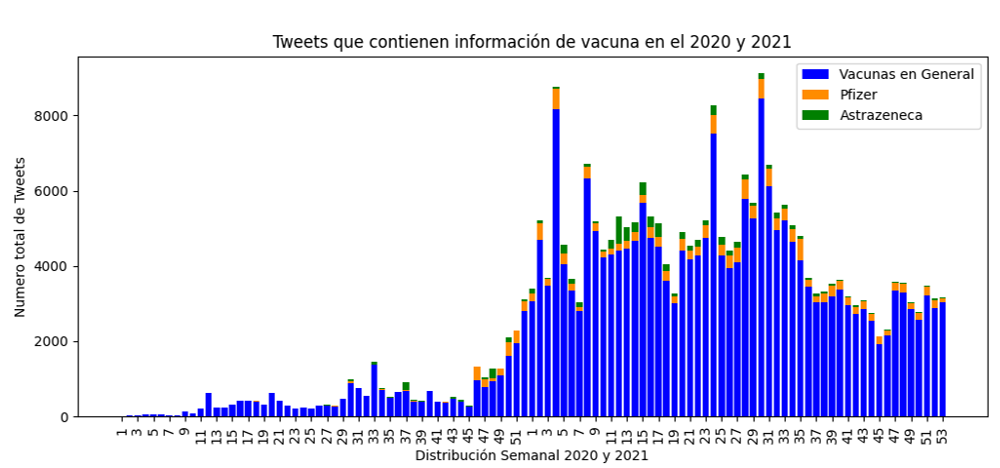 Tweets que contienen información de vacuna en el 2020 y 2021
Vacunas en General
Pfizer
Astrazeneca
Numero total de Tweets
8000
6000
4000
2000
0
1 3 5 7 9 11 13 15 17 19 21 23 25 27 29 31 33 35 37 39 41 43 45 47 49 51 1 3 5 7 9 11 13 15 17 19 21 23 25 27 29 31 33 35 37 39 41 43 45 47 49 51 53
Distribución Semanal 2020 y 2021